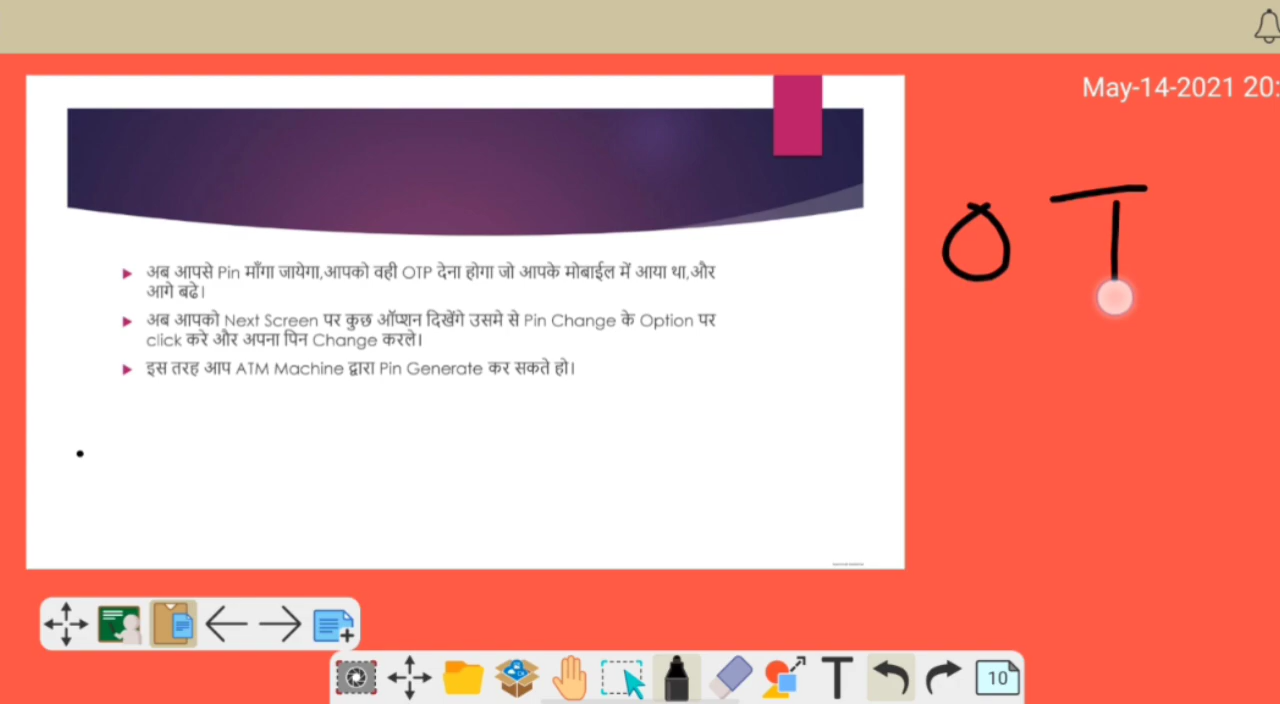 May-14-2021 20:
O T
अब आपसे Pin माँगा जायेगा,आपको वही OTP देना होगा जो आपके मोबाईल में आया था,और
आगे बढे।
अब आपको Next Screen पर कुछ ऑप्शन दिखेंगे उसमे से Pin Change के Option पर
click करे और अपना पिन Change करले।
इस तरह आप ATM Machine द्वारा Pin Generate कर सकते हो।
T
10